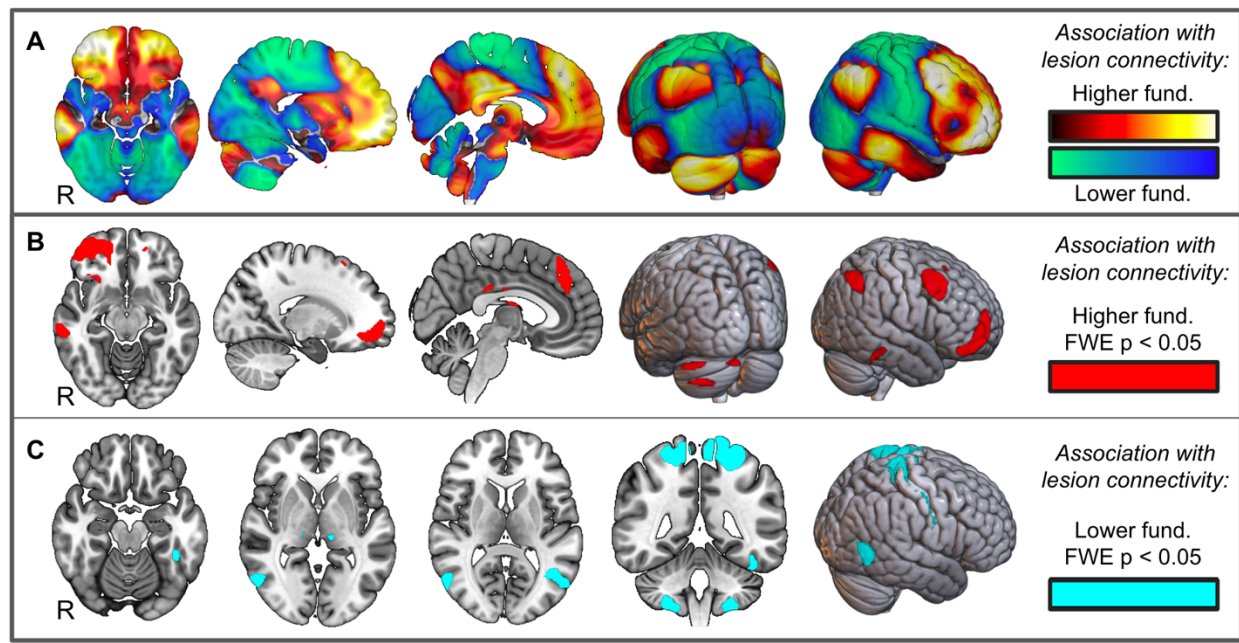 A
Association with
lesion connectivity:
Higher fund.
Lower fund.
R
B
Association with
lesion connectivity:
Higher fund.
FWE p < 0.05
R
C
Association with
lesion connectivity:
Lower fund.
FWE p < 0.05
R